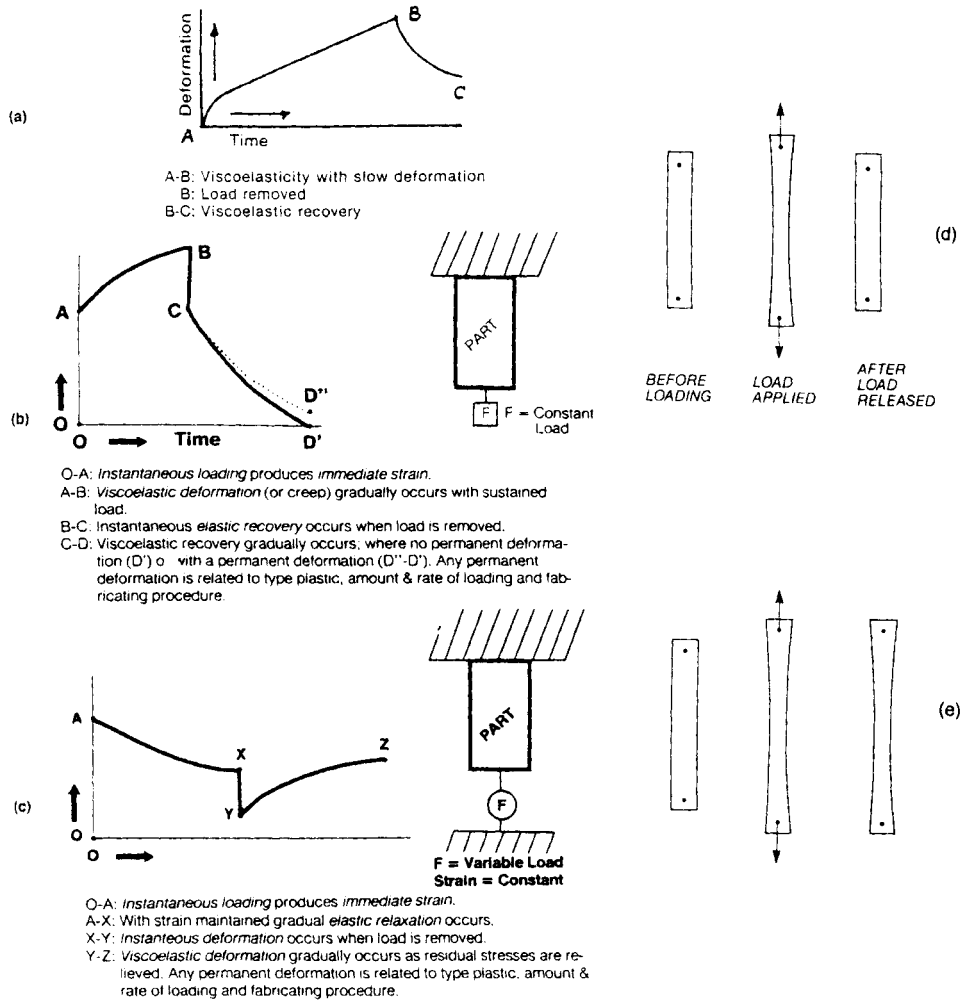 (a)
Deformation
Time
A
B
C
A-B: Viscoelasticity with slow deformation
B: Load removed
B-C: Viscoelastic recovery
(b)
A
B
C
D''
D'
O
O
Time
PART
F
F = Constant
Load
O-A: Instantaneous loading produces immediate strain.
A-B: Viscoelastic deformation (or creep) gradually occurs with sustained
load.
B-C: Instantaneous elastic recovery occurs when load is removed.
C-D: Viscoelastic recovery gradually occurs; where no permanent deforma-
tion (D') o with a permanent deformation (D''-D'). Any permanent
deformation is related to type plastic, amount & rate of loading and fab-
ricating procedure.
(c)
A
X
Y
Z
O
O
PART
F
F = Variable Load
Strain = Constant
O-A: Instantaneous loading produces immediate strain.
A-X: With strain maintained gradual elastic relaxation occurs.
X-Y: Instanteous deformation occurs when load is removed.
Y-Z: Viscoelastic deformation gradually occurs as residual stresses are re-
lieved. Any permanent deformation is related to type plastic, amount &
rate of loading and fabricating procedure.
(d)
BEFORE
LOADING
LOAD
APPLIED
AFTER
LOAD
RELEASED
(e)